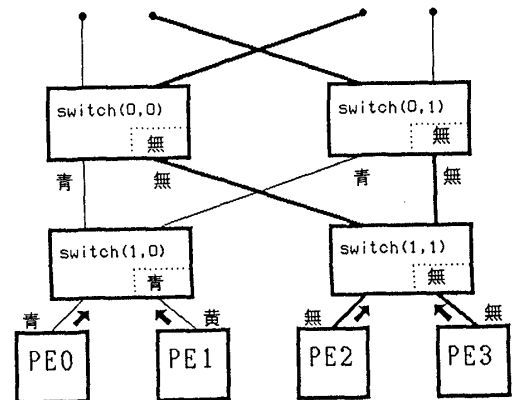 switch(0,0)
無
switch(0,1)
無
青
無
青
無
switch(1,0)
青
switch(1,1)
無
青
黄
無
無
PE0
PE1
PE2
PE3